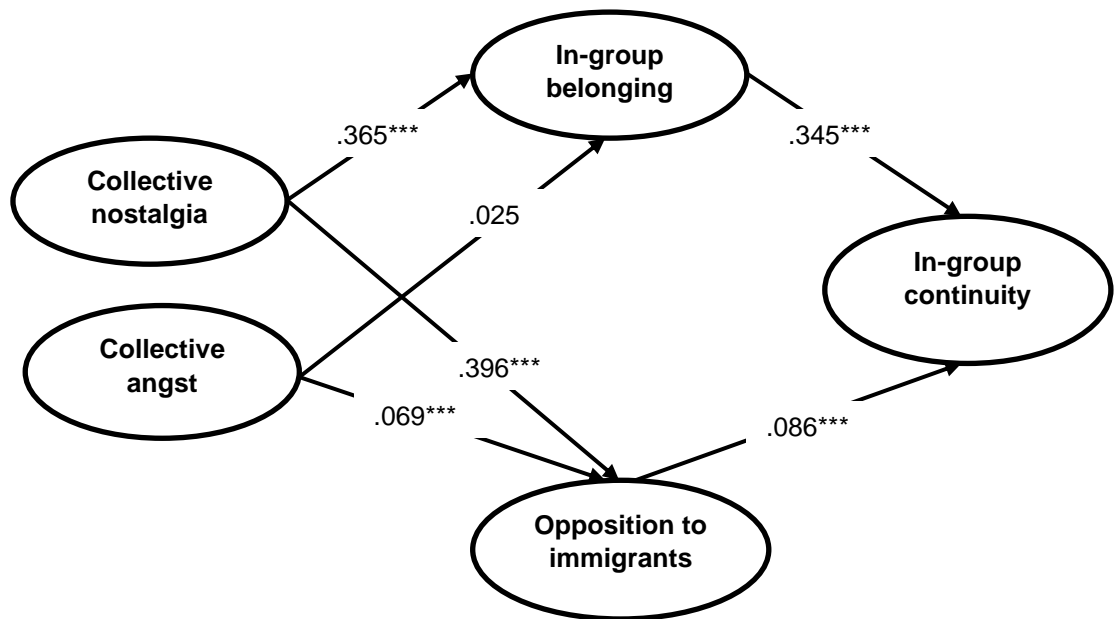 In-group
belonging
.365***
.345***
Collective
nostalgia
.025
In-group
continuity
Collective
angst
.396***
.069***
.086***
Opposition to
immigrants